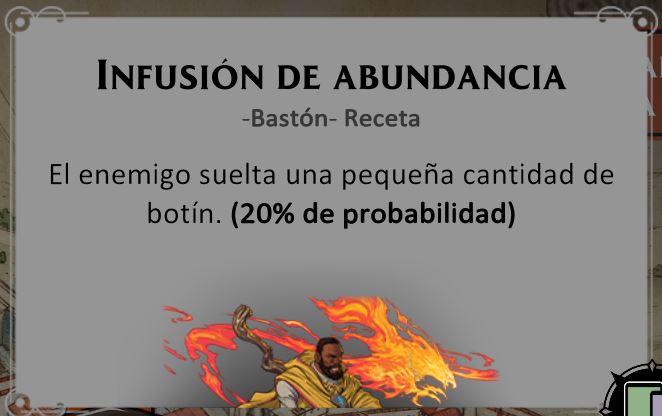 INFUSIÓN DE ABUNDANCIA
-Bastón- Receta
El enemigo suelta una pequeña cantidad de
botín. (20% de probabilidad)